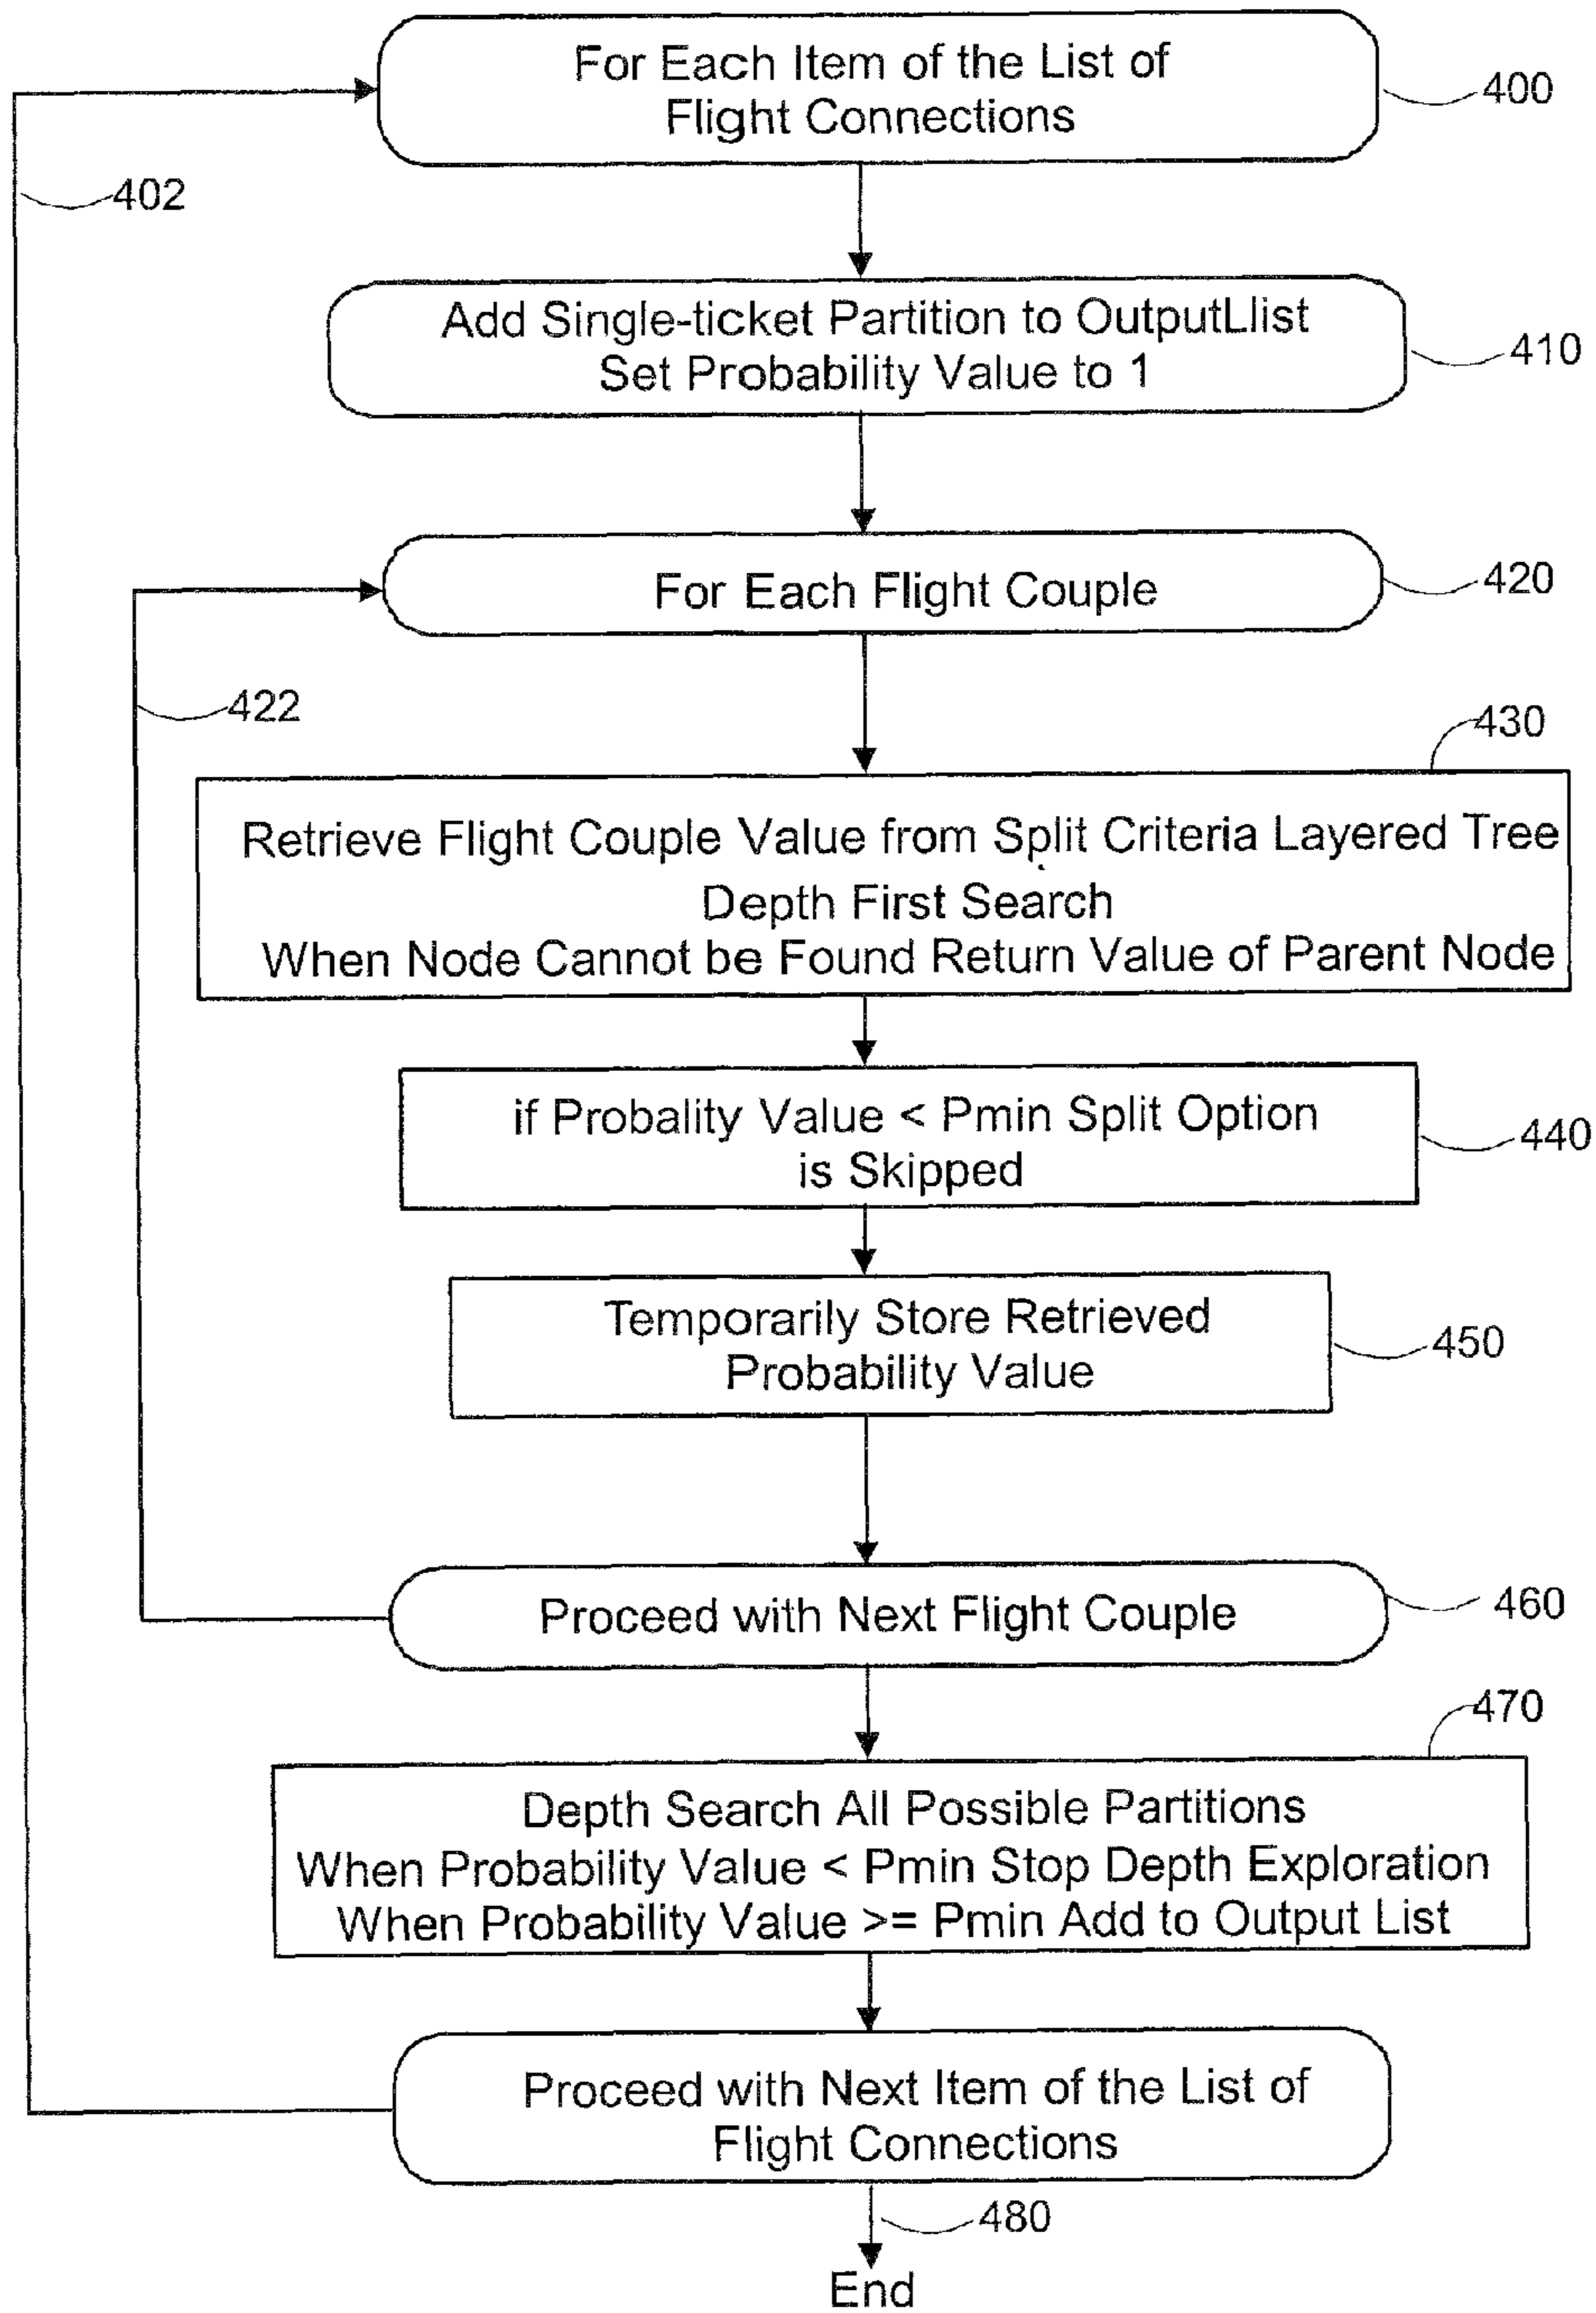 For Each Item of the List of
Flight Connections
400
402
Add Single-ticket Partition to OutputLlist
Set Probability Value to 1
410
For Each Flight Couple
420
422
430
Retrieve Flight Couple Value from Split Criteria Layered Tree
Depth First Search
When Node Cannot be Found Return Value of Parent Node
if Probality Value < Pmin Split Option
is Skipped
440
Temporarily Store Retrieved
Probability Value
450
Proceed with Next Flight Couple
460
470
Depth Search All Possible Partitions
When Probability Value < Pmin Stop Depth Exploration
When Probability Value >= Pmin Add to Output List
Proceed with Next Item of the List of
Flight Connections
480
End